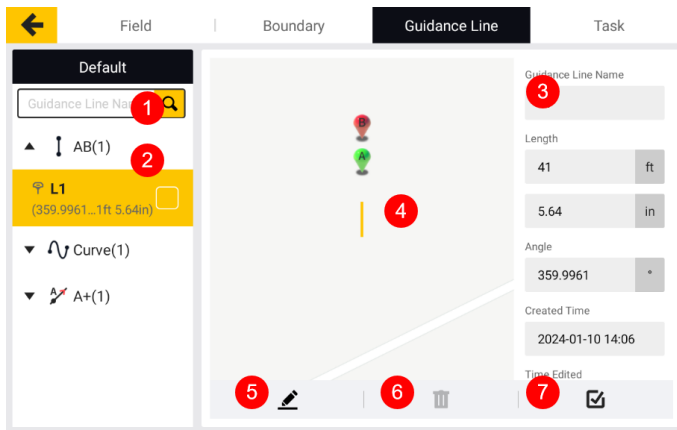 Field
Boundary
Guidance Line
Task
Default
Guidance Line Na
1
AB(1)
2
L1
(359.9961...1ft 5.64in)
Curve(1)
A+(1)
B
A
4
Guidance Line Name
3
Length
41 ft
5.64 in
Angle
359.9961 °
Created Time
2024-01-10 14:06
Time Edited
5
6
7